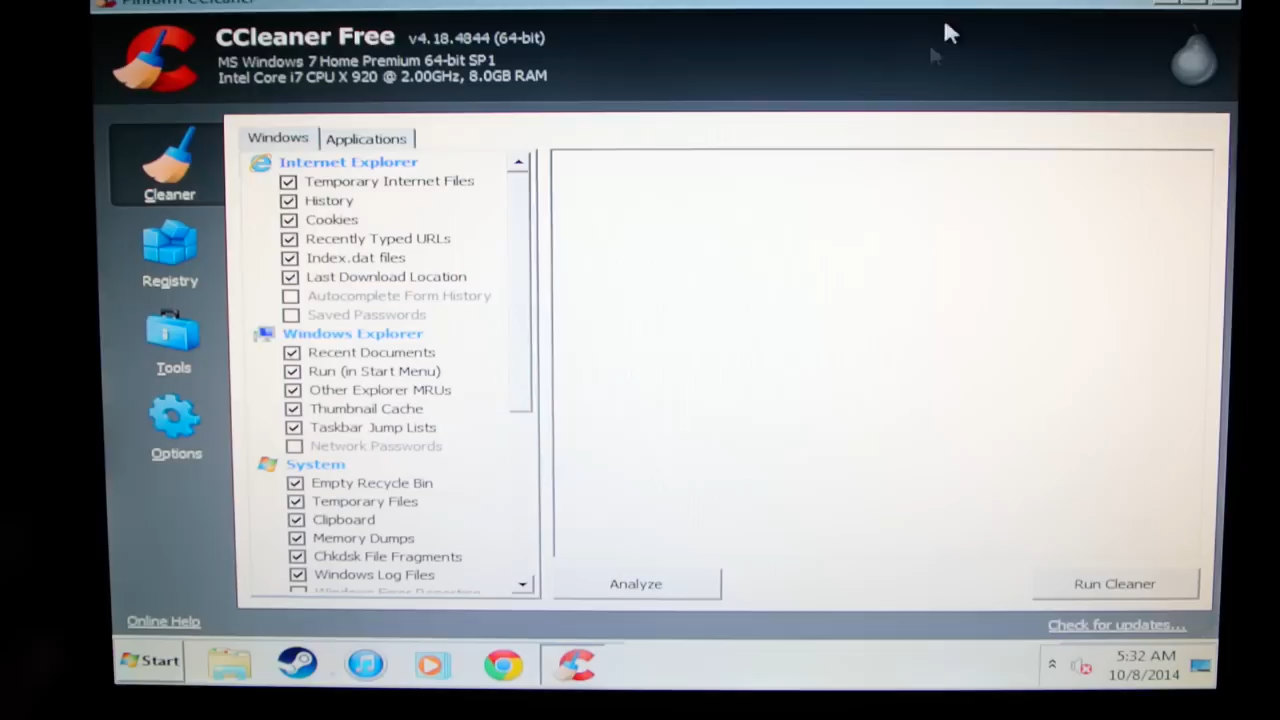 Piriform CCleaner
CCleaner Free v4.18.4844 (64-bit)
MS Windows 7 Home Premium 64-bit SP1
Intel Core i7 CPU X 920 @ 2.00GHz, 8.0GB RAM
Windows Applications
Internet Explorer
Temporary Internet Files
History
Cookies
Recently Typed URLs
Index.dat files
Last Download Location
Autocomplete Form History
Saved Passwords
Windows Explorer
Recent Documents
Run (in Start Menu)
Other Explorer MRUs
Thumbnail Cache
Taskbar Jump Lists
Network Passwords
System
Empty Recycle Bin
Temporary Files
Clipboard
Memory Dumps
Chkdsk File Fragments
Windows Log Files
Windows Error Reporting
Cleaner
Registry
Tools
Options
Analyze
Run Cleaner
Online Help
Check for updates...
Start
5:32 AM
10/8/2014